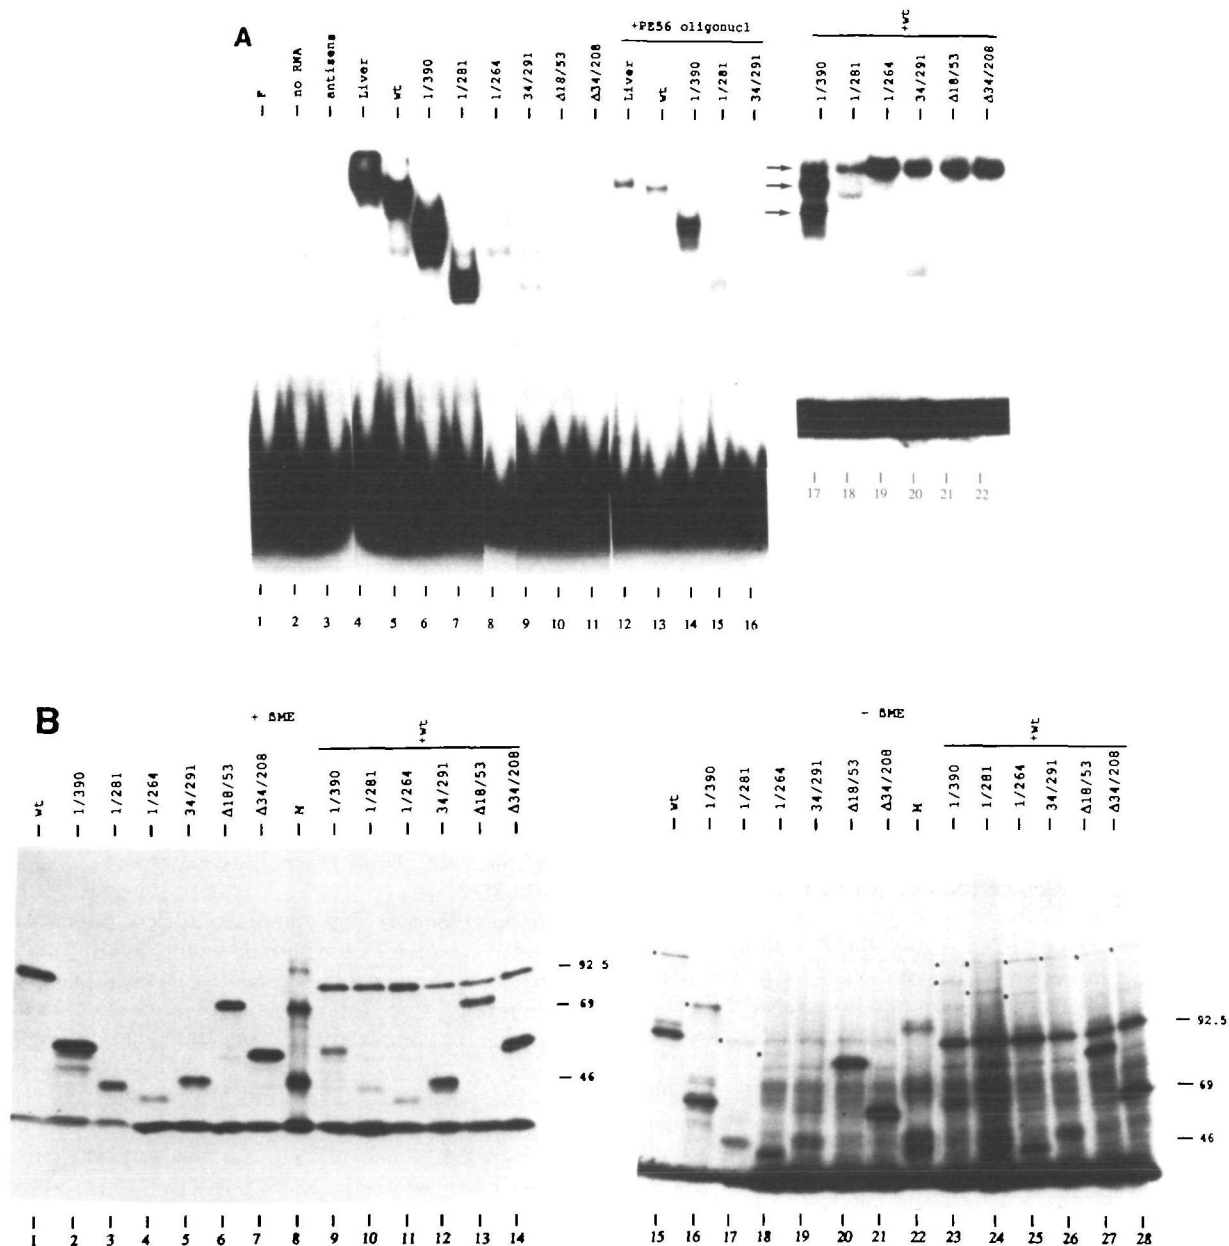 A
F
no RNA
antisens
Liver
wt
1/390
1/281
1/264
34/291
Δ18/53
Δ34/208
+PE56 oligonucl
Liver
wt
1/390
1/281
34/291
+wt
1/390
1/281
1/264
34/291
Δ18/53
Δ34/208
17 18 19 20 21 22
1 2 3 4 5 6 7 8 9 10 11 12 13 14 15 16
B
+ BME
wt
1/390
1/281
1/264
34/291
Δ18/53
Δ34/208
M
+wt
1/390
1/281
1/264
34/291
Δ18/53
Δ34/208
92 5
69
46
1 2 3 4 5 6 7 8 9 10 11 12 13 14
- BME
wt
1/390
1/281
1/264
34/291
Δ18/53
Δ34/208
M
+wt
1/390
1/281
1/264
34/291
Δ18/53
Δ34/208
92.5
69
46
15 16 17 18 19 20 21 22 23 24 25 26 27 28